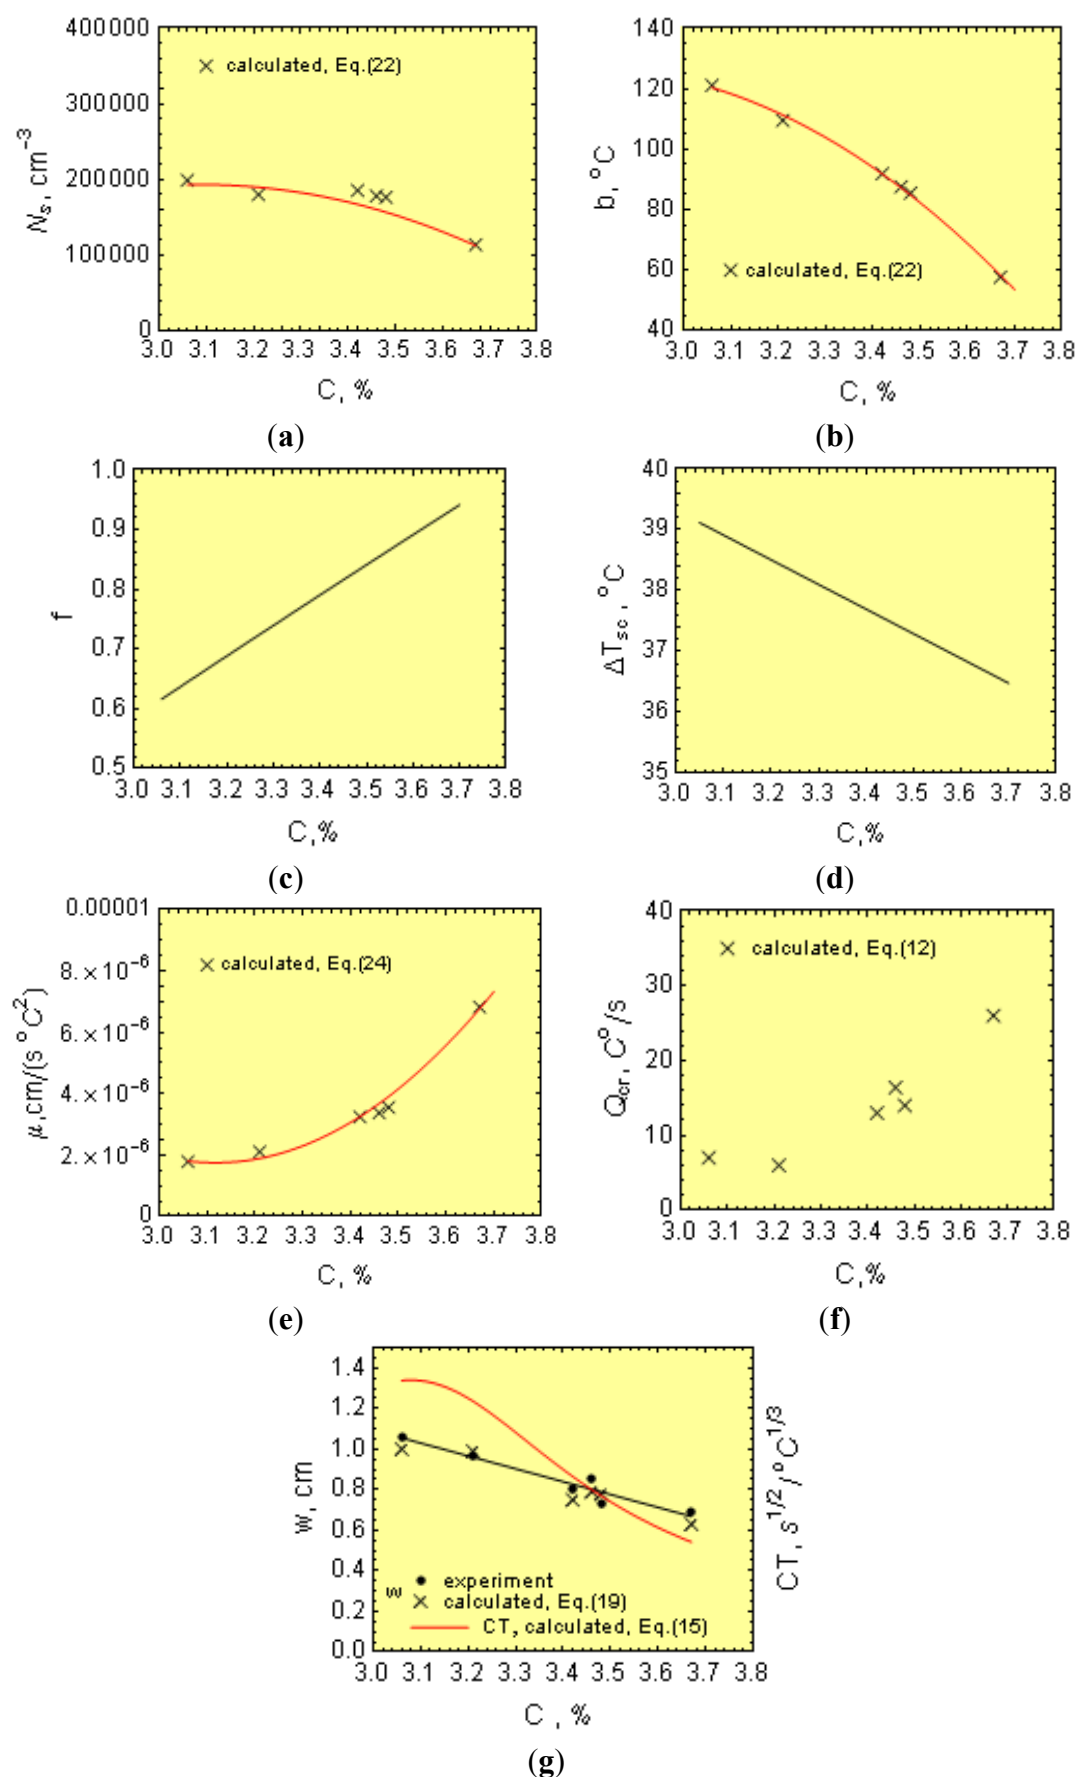 400000
300000
200000
100000
0
Nₛ, cm⁻³
× calculated, Eq.(22)
3.0 3.1 3.2 3.3 3.4 3.5 3.6 3.7 3.8
C, %
(a)
140
120
100
80
60
40
b, °C
× calculated, Eq.(22)
3.0 3.1 3.2 3.3 3.4 3.5 3.6 3.7 3.8
C, %
(b)
1.0
0.9
0.8
0.7
0.6
0.5
f
3.0 3.1 3.2 3.3 3.4 3.5 3.6 3.7 3.8
C,%
(c)
40
39
38
37
36
35
ΔTsc, °C
3.0 3.1 3.2 3.3 3.4 3.5 3.6 3.7 3.8
C,%
(d)
0.00001
8.×10⁻⁶
6.×10⁻⁶
4.×10⁻⁶
2.×10⁻⁶
0
μ,cm/(s °C²)
× calculated, Eq.(24)
3.0 3.1 3.2 3.3 3.4 3.5 3.6 3.7 3.8
C, %
(e)
40
30
20
10
0
Qcr, C°/s
× calculated, Eq.(12)
3.0 3.1 3.2 3.3 3.4 3.5 3.6 3.7 3.8
C,%
(f)
1.4
1.2
1.0
0.8
0.6
0.4
0.2
0.0
w, cm
CT, s^1/2/°C^1/3
w
• experiment
× calculated, Eq.(19)
CT, calculated, Eq.(15)
3.0 3.1 3.2 3.3 3.4 3.5 3.6 3.7 3.8
C , %
(g)